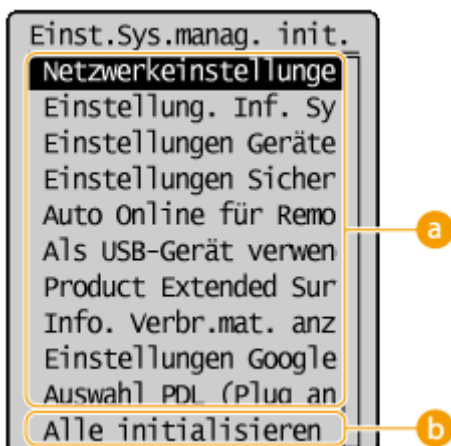 Einst.Sys.manag. init.
Netzwerkeinstellunge
Einstellung. Inf. Sy
Einstellungen Geräte
Einstellungen Sicher
Auto Online für Remo
Als USB-Gerät verwen
Product Extended Sur
Info. Verbr.mat. anz
Einstellungen Google
Auswahl PDL (Plug an
Alle initialisieren
a
b